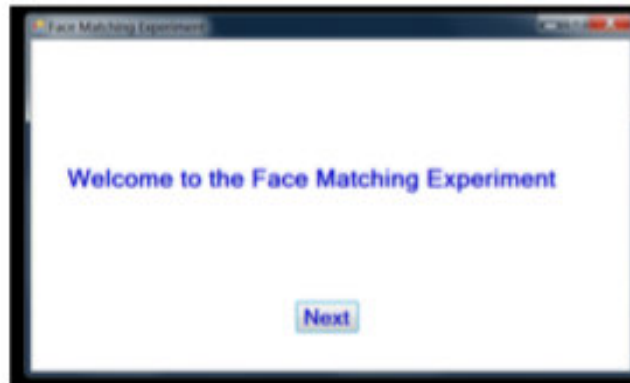 Face Matching Experiment
Welcome to the Face Matching Experiment
Next